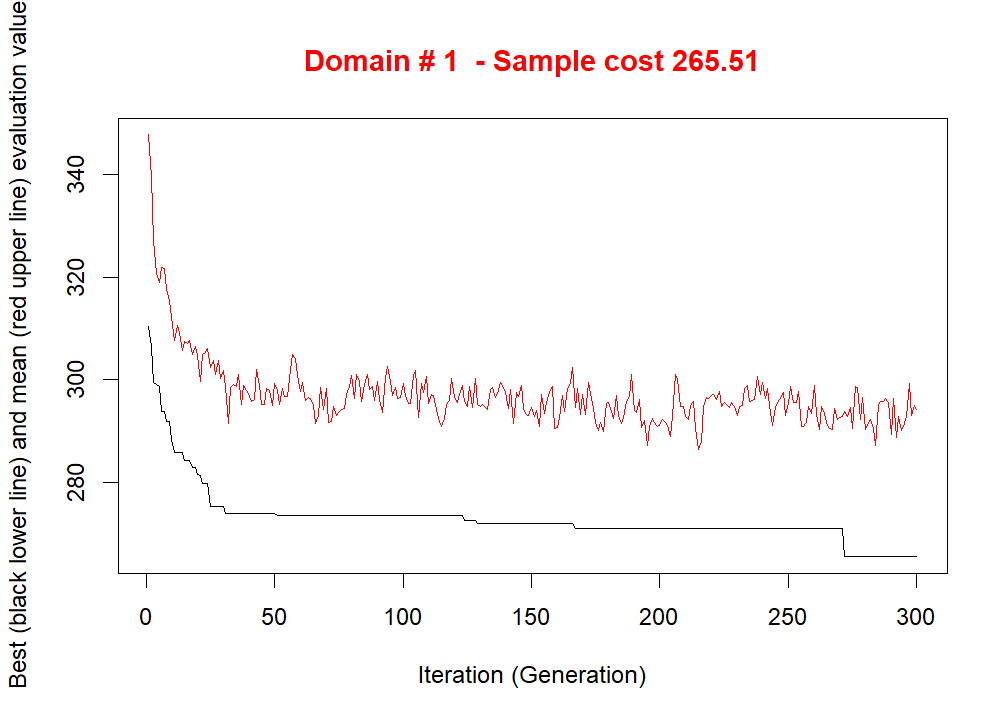 Domain # 1  - Sample cost 265.51
Best (black lower line) and mean (red upper line) evaluation value
340
320
300
280
0 50 100 150 200 250 300
Iteration (Generation)